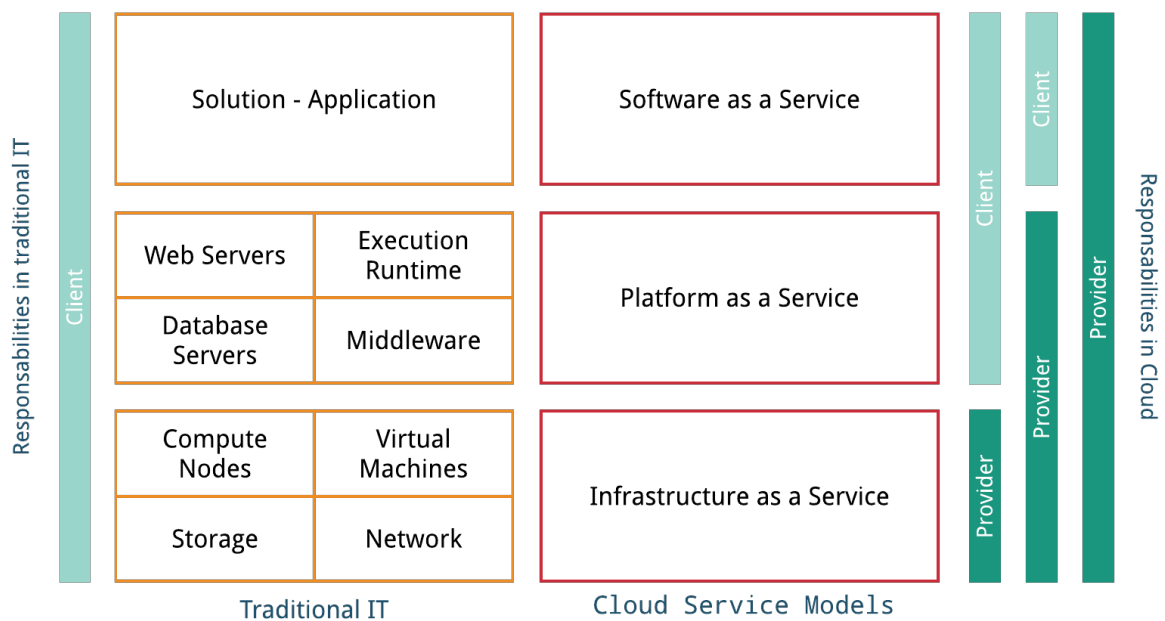 Responsabilities in traditional IT
Client
Solution - Application
Web Servers
Execution
Runtime
Database
Servers
Middleware
Compute
Nodes
Virtual
Machines
Storage
Network
Traditional IT
Software as a Service
Platform as a Service
Infrastructure as a Service
Cloud Service Models
Client
Provider
Client
Provider
Provider
Responsabilities in Cloud